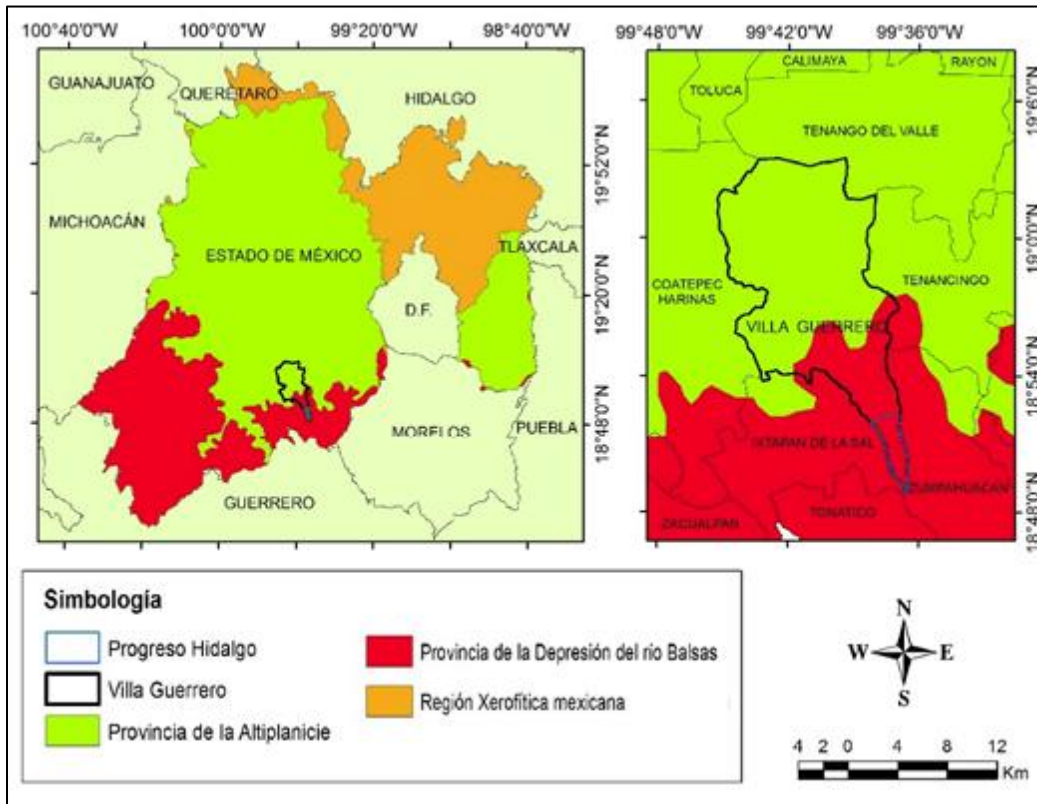 100°40'0"W 100°0'0"W 99°20'0"W 98°40'0"W
GUANAJUATO
QUERÉTARO
HIDALGO
MICHOACÁN
ESTADO DE MÉXICO
TLAXCALA
D.F.
MORELOS
PUEBLA
GUERRERO
19°52'0"N
19°20'0"N
18°48'0"N
99°48'0"W 99°42'0"W 99°36'0"W
CALIMAYA
RAYON
TOLUCA
TENANGO DEL VALLE
COATEPEC
HARINAS
TENANCINGO
VILLA GUERRERO
IXTAPAN DE LA SAL
ZUMPAHUACAN
TONATICO
ZACUALPAN
19°6'0"N
19°0'0"N
18°54'0"N
18°48'0"N
Simbología
Progreso Hidalgo
Villa Guerrero
Provincia de la Altiplanicie
Provincia de la Depresión del río Balsas
Región Xerofítica mexicana
N
W E
S
4 2 0 4 8 12
Km